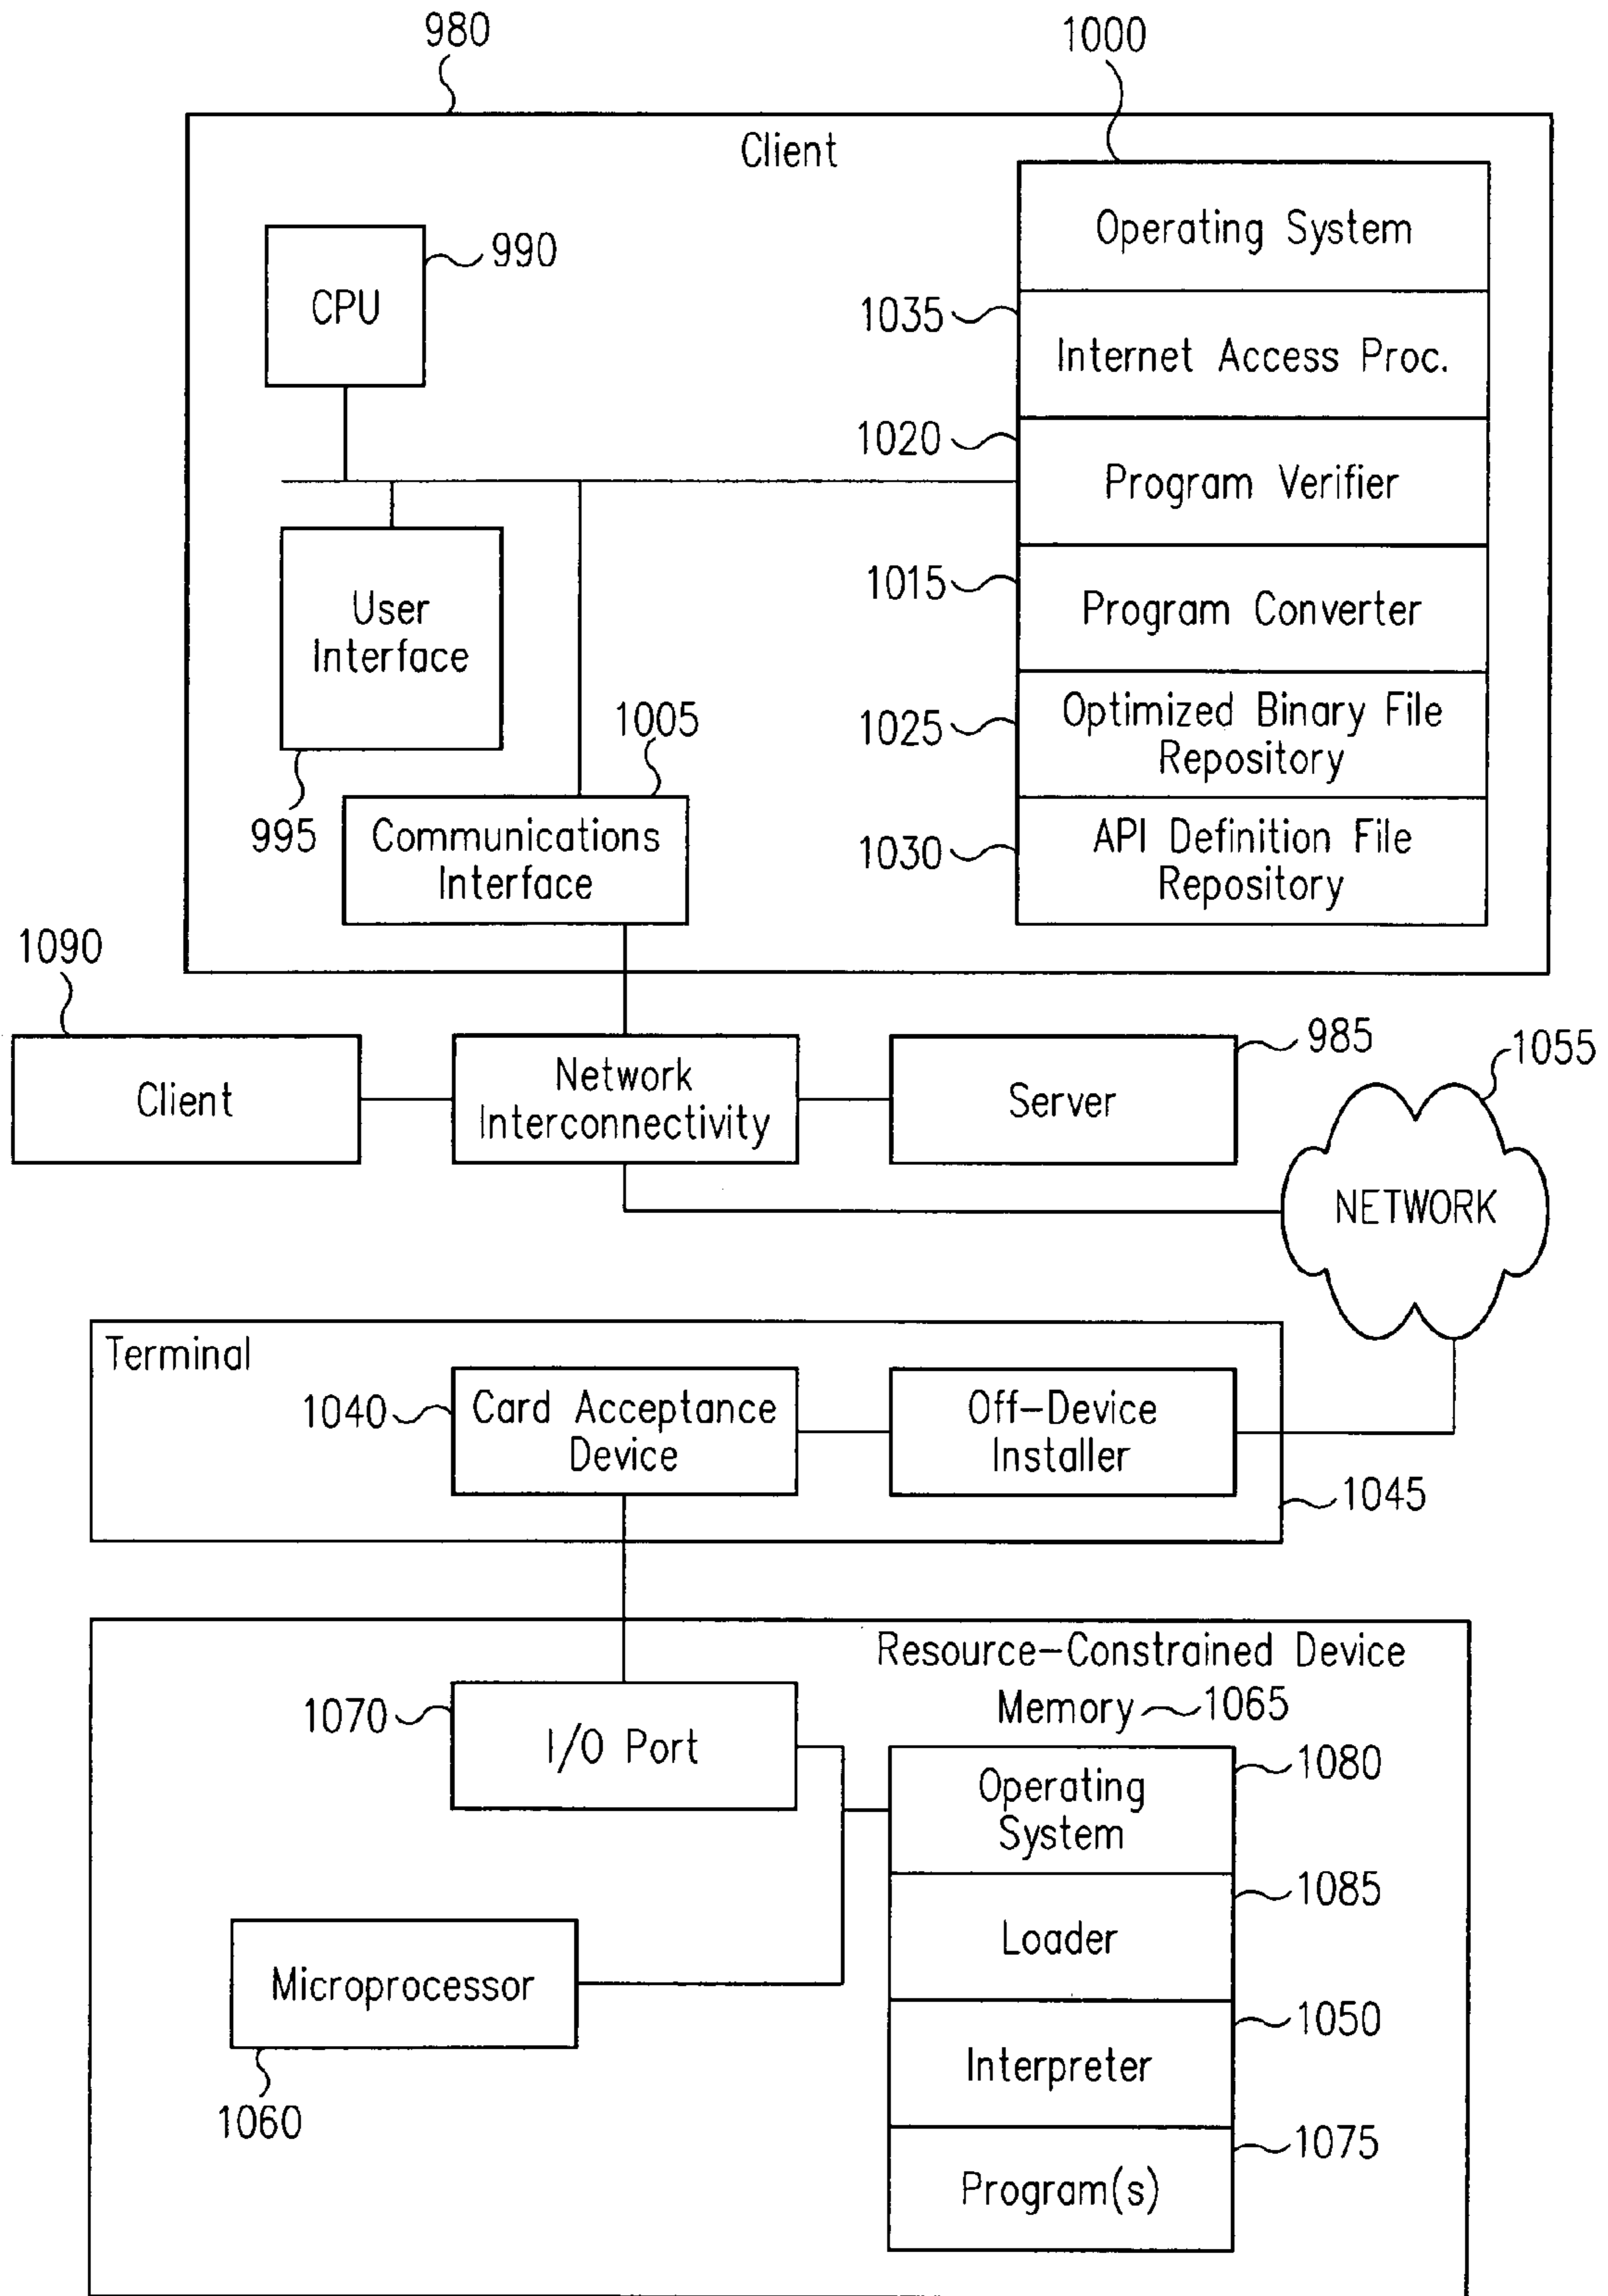 980
1000
Client
Operating System
CPU
990
1035
Internet Access Proc.
1020
Program Verifier
User
Interface
1015
Program Converter
995
1005
1025
Optimized Binary File
Repository
Communications
Interface
1030
API Definition File
Repository
1090
Client
Network
Interconnectivity
Server
985
1055
NETWORK
Terminal
1040
Card Acceptance
Device
Off-Device
Installer
1045
Resource-Constrained Device
Memory
1065
1070
I/O Port
Operating
System
1080
Loader
1085
Microprocessor
1060
Interpreter
1050
Program(s)
1075